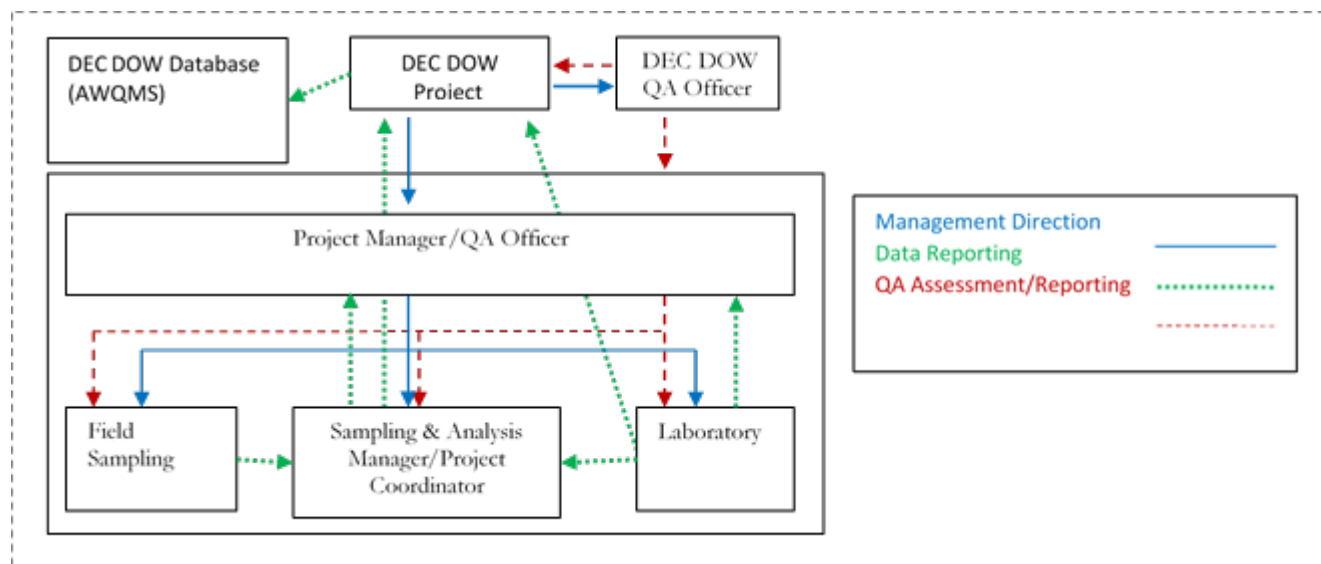 DEC DOW Database
(AWQMS)
DEC DOW
Project
DEC DOW
QA Officer
Project Manager/QA Officer
Management Direction
Data Reporting
QA Assessment/Reporting
Field
Sampling
Sampling & Analysis
Manager/Project
Coordinator
Laboratory